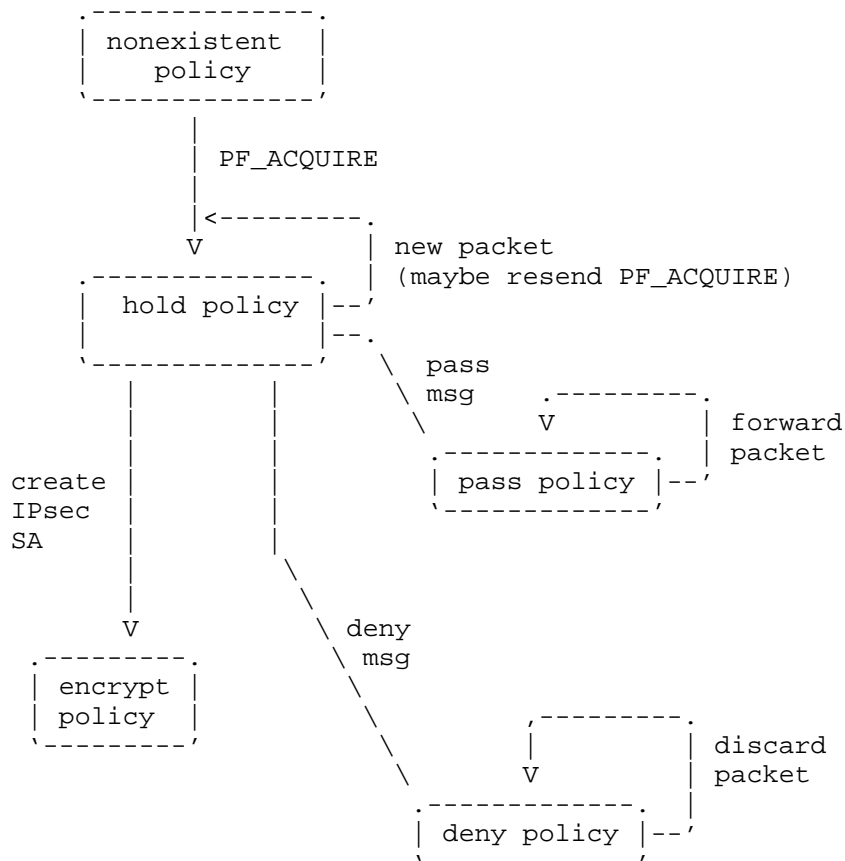 nonexistent
policy
PF_ACQUIRE
V
new packet
(maybe resend PF_ACQUIRE)
hold policy
pass
msg
V
forward
packet
pass policy
create
IPsec
SA
V
deny
msg
encrypt
policy
V
discard
packet
deny policy